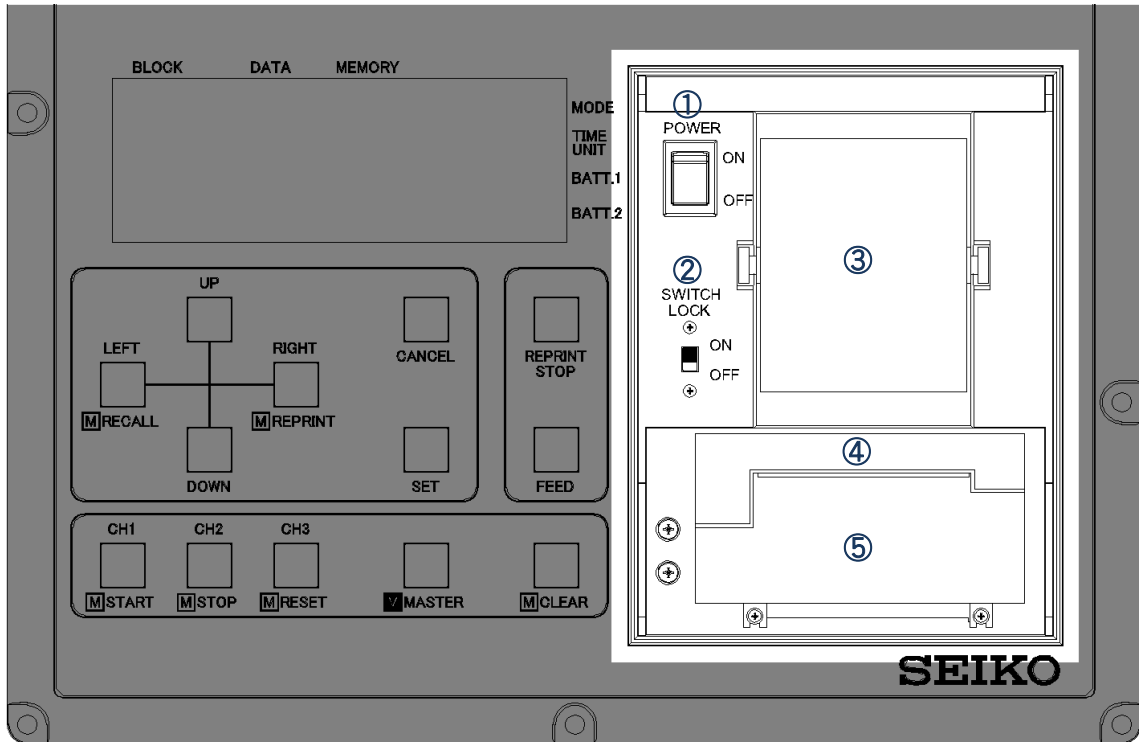 BLOCK DATA MEMORY
MODE
TIME
UNIT
BATT.1
BATT.2
①
POWER
ON
OFF
②
SWITCH
LOCK
ON
OFF
③
④
⑤
UP
LEFT
RIGHT
M RECALL
M REPRINT
DOWN
CANCEL
SET
REPRINT
STOP
FEED
CH1 CH2 CH3
M START M STOP M RESET M MASTER M CLEAR
SEIKO